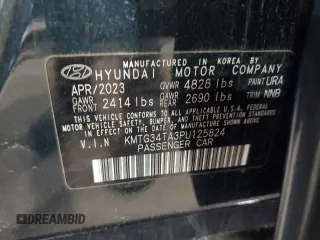 MANUFACTURED IN KOREA BY
HYUNDAI MOTOR COMPANY
APR/2023 GVWR 4828 lbs PAINT URA
GAWR FRONT 2414 lbs GAWR REAR 2690 lbs TRIM NNB
THIS VEHICLE CONFORMS TO ALL APPLICABLE U.S.A. FEDERAL
MOTOR VEHICLE SAFETY, BUMPER, AND THEFT PREVENTION STANDARDS
IN EFFECT ON THE DATE OF MANUFACTURE SHOWN ABOVE.
V.I.N KMTG34TA3PU125824
PASSENGER CAR
CARANDBID